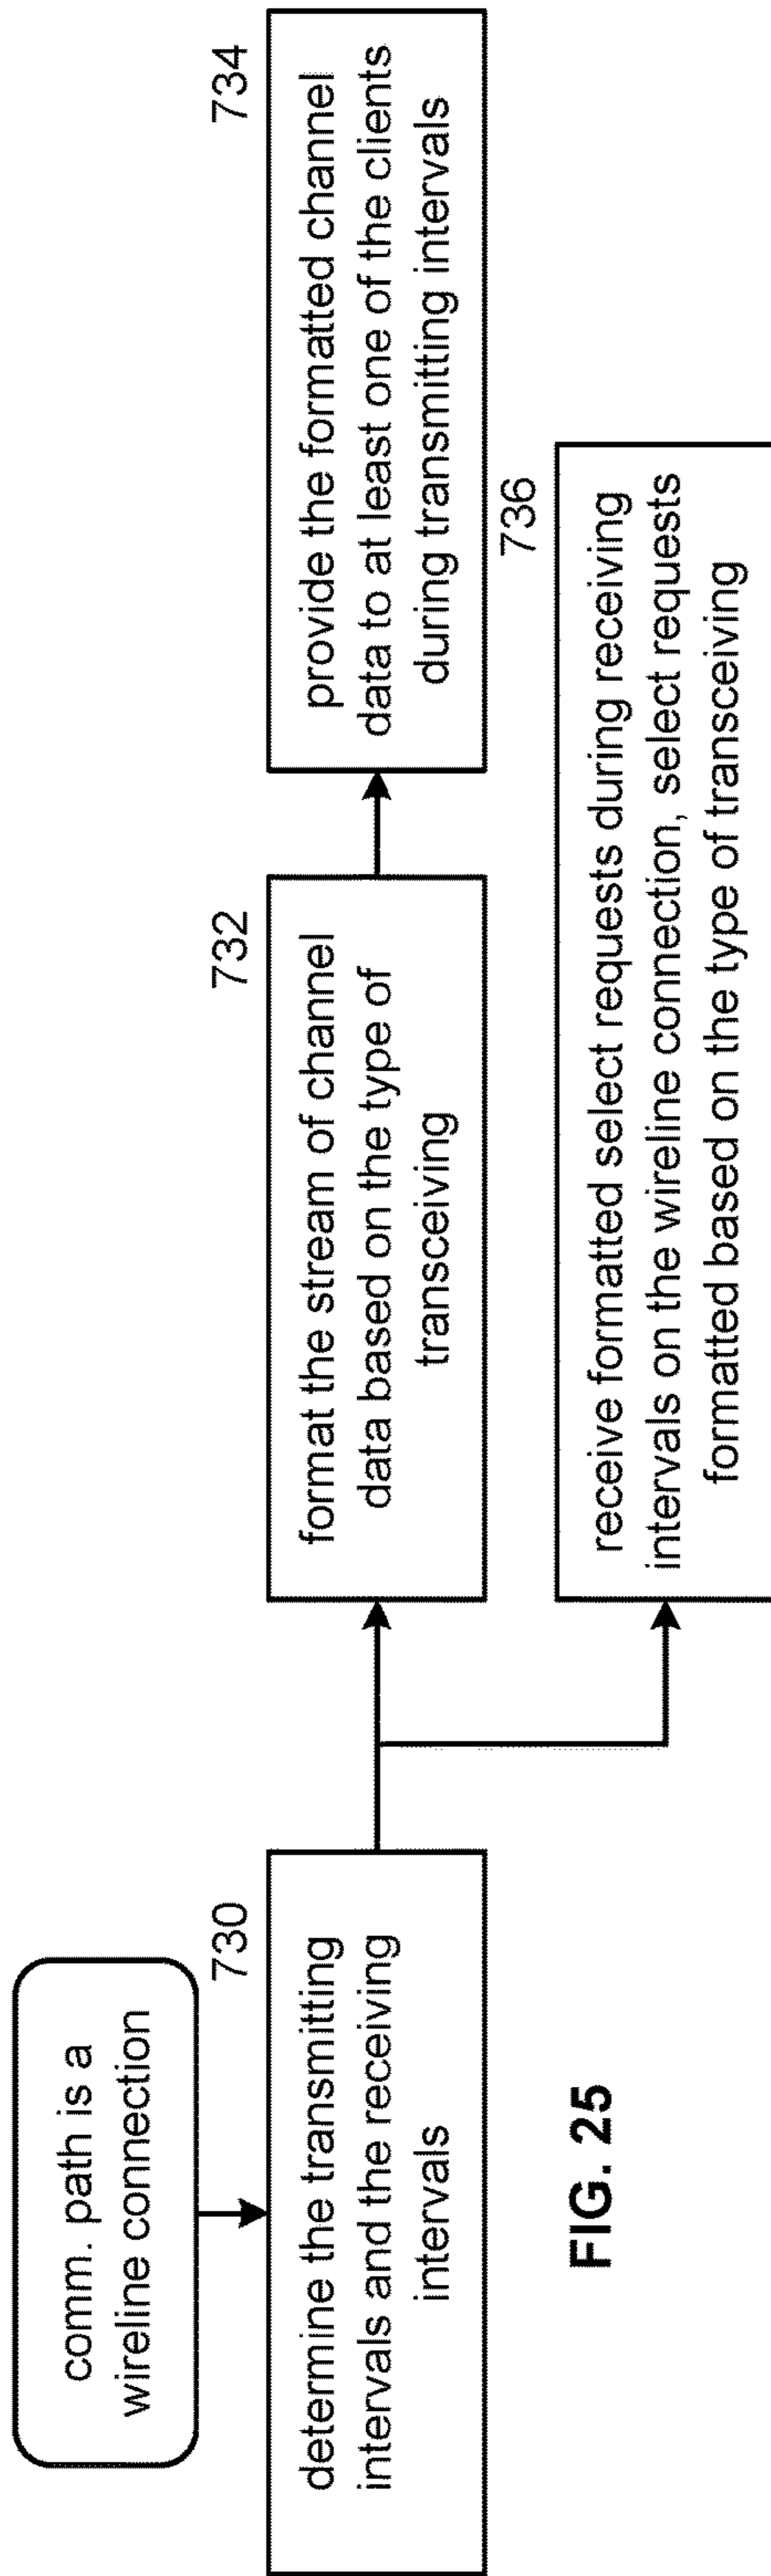 comm. path is a
wireline connection
730
determine the transmitting
intervals and the receiving
intervals
732
format the stream of channel
data based on the type of
transceiving
734
provide the formatted channel
data to at least one of the clients
during transmitting intervals
736
receive formatted select requests during receiving
intervals on the wireline connection, select requests
formatted based on the type of transceiving
FIG. 25